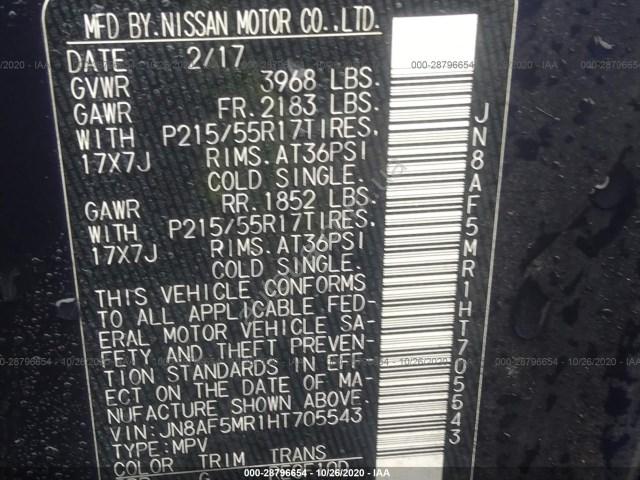 MFD BY.NISSAN MOTOR CO.,LTD.
DATE 2/17
GVWR 3968 LBS.
GAWR FR.2183 LBS.
WITH P215/55R17TIRES.
17X7J RIMS.AT36PSI
COLD SINGLE.
GAWR RR.1852 LBS.
WITH P215/55R17TIRES.
17X7J RIMS.AT36PSI
COLD SINGLE.
THIS VEHICLE CONFORMS
TO ALL APPLICABLE FED-
ERAL MOTOR VEHICLE SA-
FETY AND THEFT PREVEN-
TION STANDARDS IN EFF-
ECT ON THE DATE OF MA-
NUFACTURE SHOWN ABOVE.
VIN:JN8AF5MR1HT705543
TYPE:MPV
COLOR TRIM TRANS
JN8AF5MR1HT705543
000-28796654 - 10/26/2020 - IAAI
000-28796654 - 10/26/2020 - IAAI
000-28796654 - 10/26/2020 - IAAI